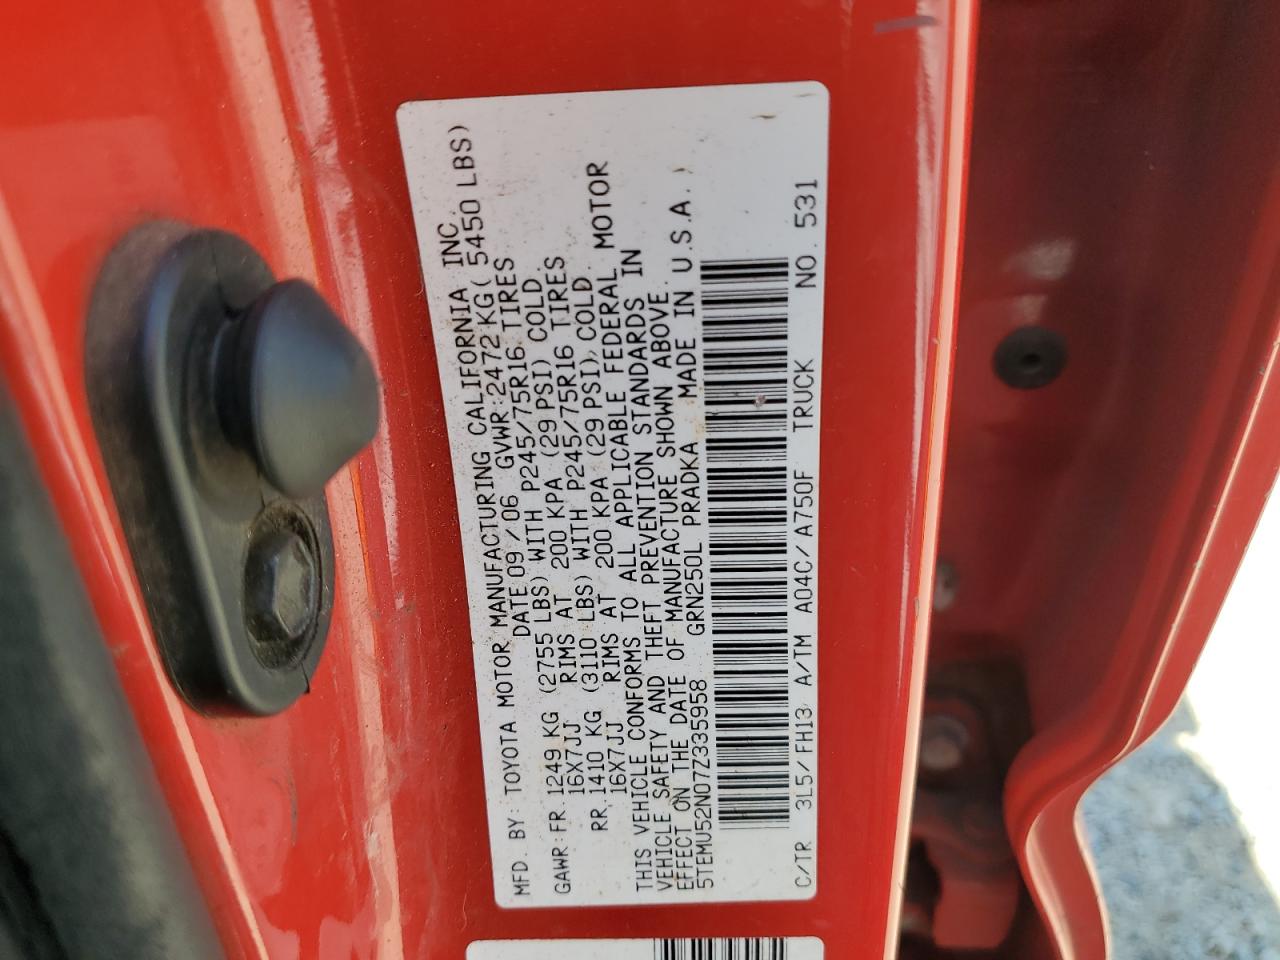 MFD. BY: TOYOTA MOTOR MANUFACTURING CALIFORNIA INC.
DATE 09 /06 GVWR: 2472 KG( 5450 LBS)
GAWR: FR. 1249 KG (2755 LBS) WITH P245/75R16 TIRES
16X7JJ RIMS AT 200 KPA (29 PSI) COLD.
RR. 1410 KG (3110 LBS) WITH P245/75R16 TIRES
16X7JJ RIMS AT 200 KPA (29 PSI) COLD.
THIS VEHICLE CONFORMS TO ALL APPLICABLE FEDERAL MOTOR
VEHICLE SAFETY AND THEFT PREVENTION STANDARDS IN
EFFECT ON THE DATE OF MANUFACTURE SHOWN ABOVE.
5TEMU52N07Z335958 GRN250L PRADKA MADE IN U.S.A.
C/TR 3L5/FH13 A/TM A04C/A750F TRUCK NO. 531